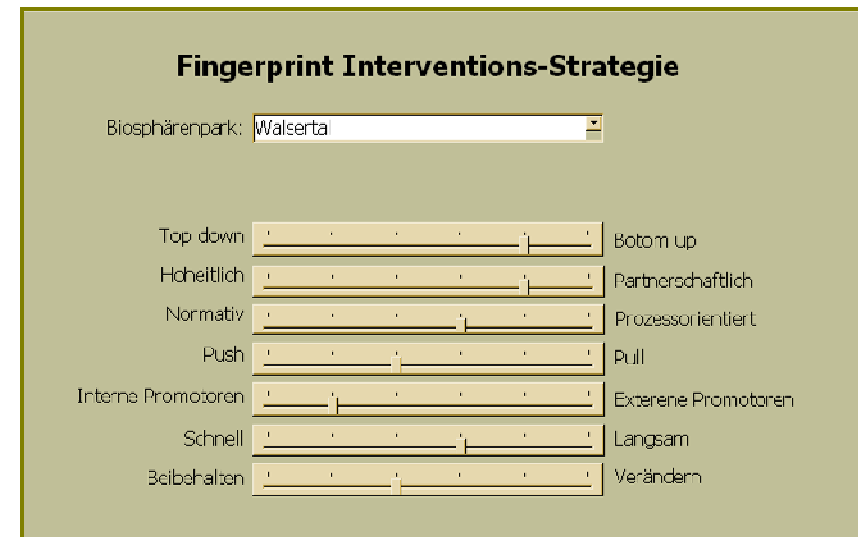 Fingerprint Interventions-Strategie
Biosphärenpark: Walsertal
Top down Botom up
Hoheitlich Partnerschaftlich
Normativ Prozessorientiert
Push Pull
Interne Promotoren Exterene Promotoren
Schnell Langsam
Beibehalten Verändern